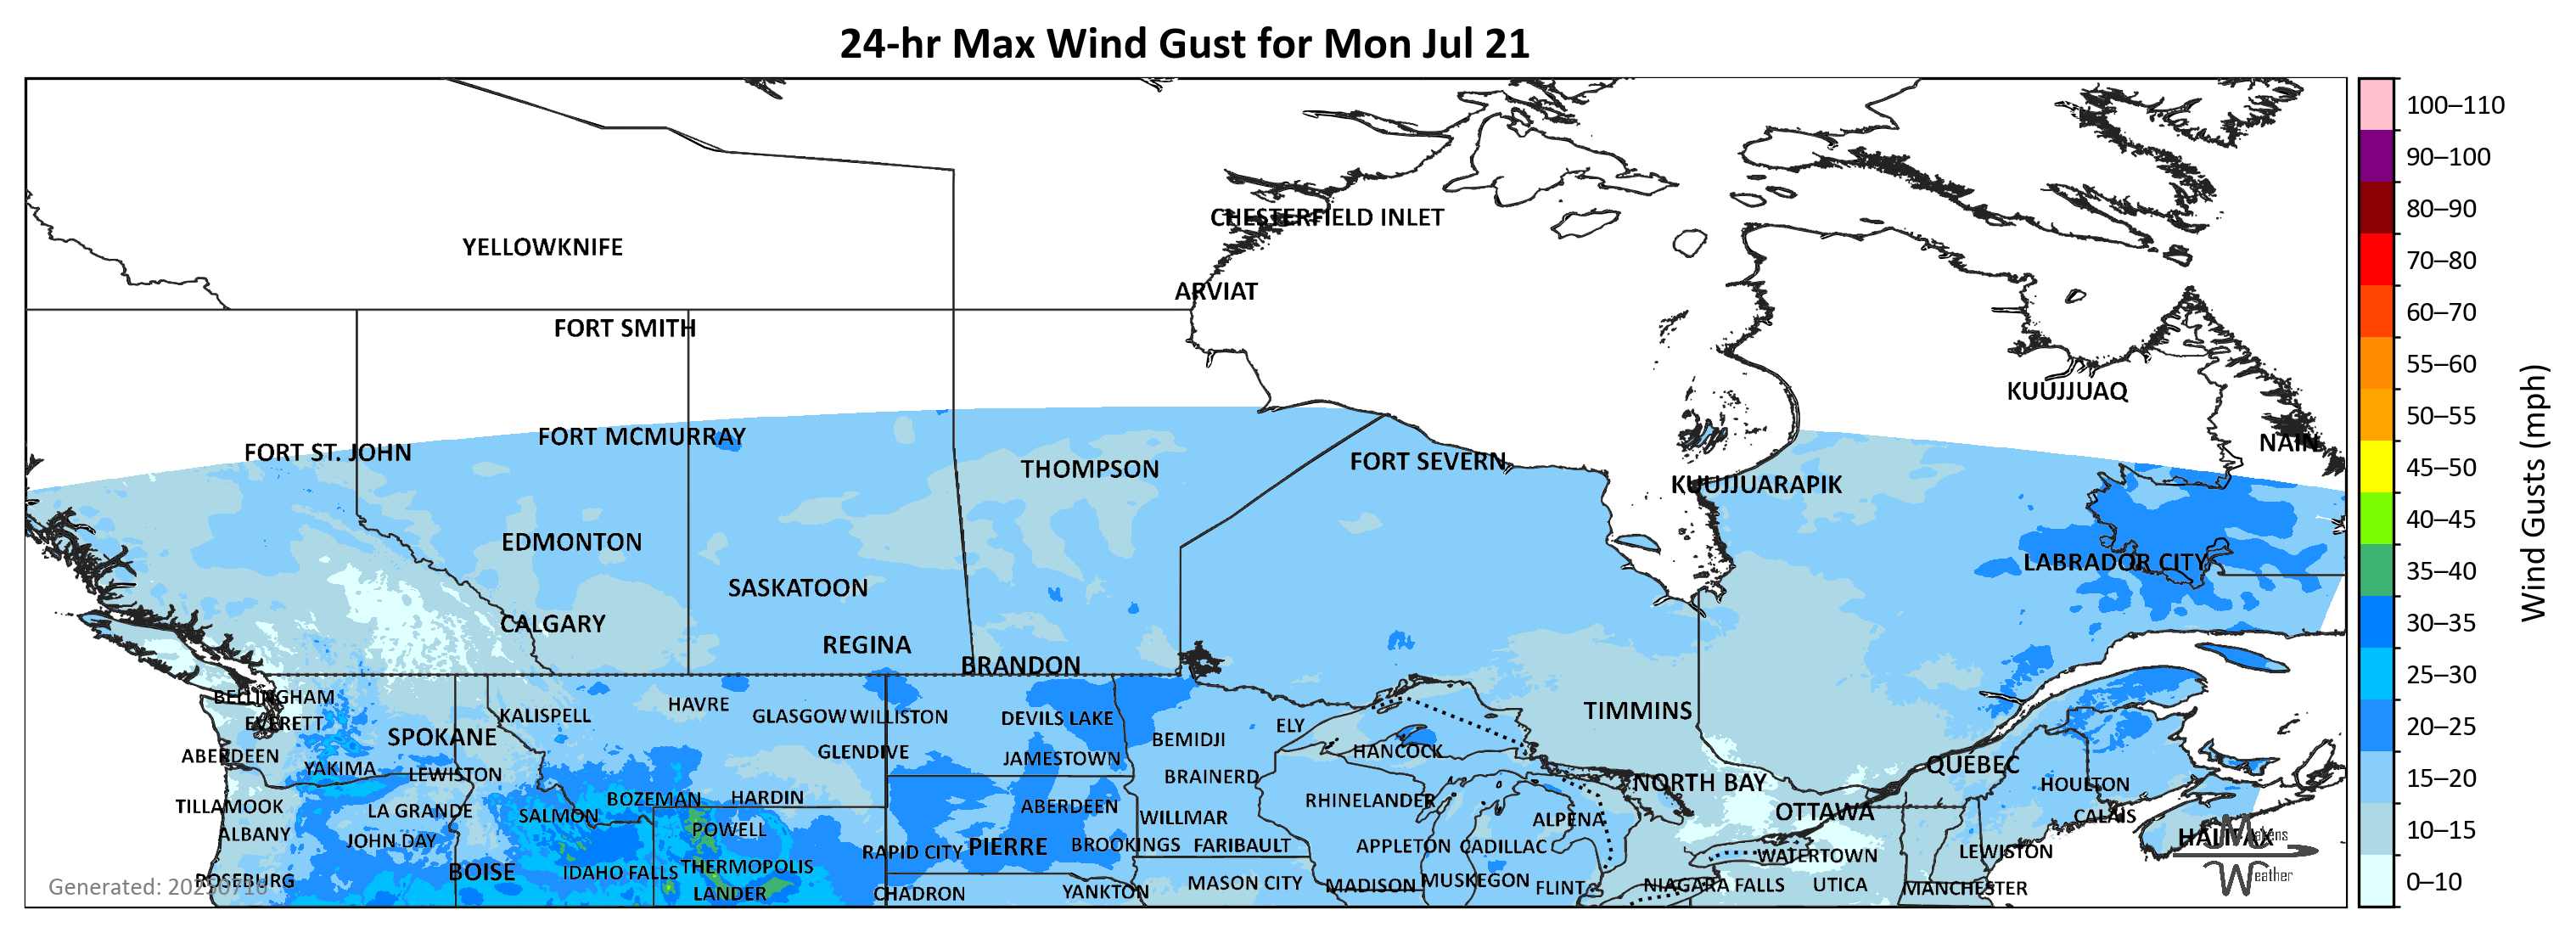 24-hr Max Wind Gust for Mon Jul 21
100–110
90–100
80–90
70–80
60–70
55–60
50–55
45–50
40–45
35–40
30–35
25–30
20–25
15–20
10–15
0–10
Wind Gusts (mph)
CHESTERFIELD INLET
YELLOWKNIFE
ARVIAT
FORT SMITH
KUUJJUAQ
FORT MCMURRAY
NAIN
FORT ST. JOHN
FORT SEVERN
THOMPSON
KUUJJUARAPIK
EDMONTON
LABRADOR CITY
SASKATOON
CALGARY
REGINA
BRANDON
BELLINGHAM
HAVRE
TIMMINS
KALISPELL
GLASGOW
WILLISTON
DEVILS LAKE
EVERETT
ELY
SPOKANE
BEMIDJI
GLENDIVE
HANCOCK
ABERDEEN
JAMESTOWN
QUEBEC
YAKIMA
LEWISTON
BRAINERD
NORTH BAY
HOULTON
BOZEMAN
HARDIN
RHINELANDER
TILLAMOOK
ABERDEEN
LA GRANDE
OTTAWA
SALMON
CALAIS
WILLMAR
ALPENA
POWELL
ALBANY
HALIFAX
Makens
Weather
JOHN DAY
BROOKINGS
FARIBAULT
APPLETON
CADILLAC
PIERRE
RAPID CITY
LEWISTON
WATERTOWN
THERMOPOLIS
BOISE
IDAHO FALLS
ROSEBURG
MUSKEGON
MASON CITY
MADISON
NIAGARA FALLS
UTICA
FLINT
MANCHESTER
YANKTON
LANDER
CHADRON
Generated: 20250716